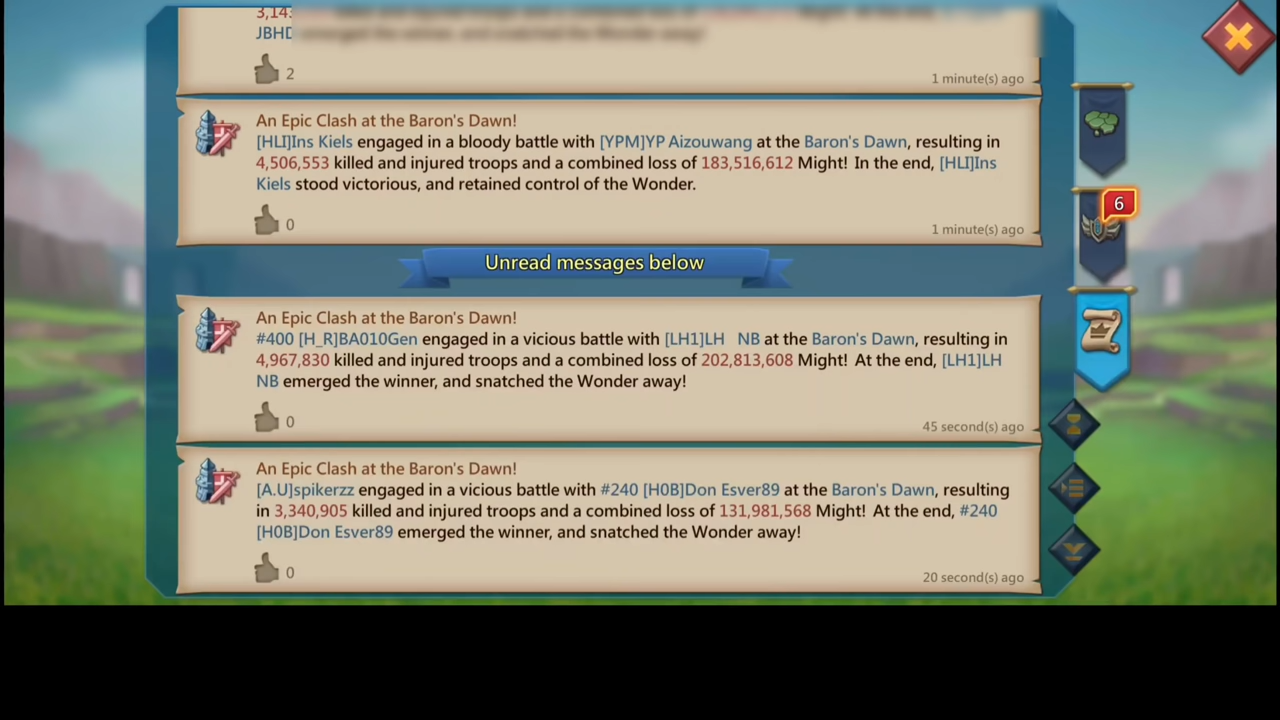 3,14
JBHD
2
1 minute(s) ago
An Epic Clash at the Baron's Dawn!
[HLI]Ins Kiels engaged in a bloody battle with [YPM]YP Aizouwang at the Baron's Dawn, resulting in
4,506,553 killed and injured troops and a combined loss of 183,516,612 Might! In the end, [HLI]Ins
Kiels stood victorious, and retained control of the Wonder.
0
1 minute(s) ago
6
Unread messages below
An Epic Clash at the Baron's Dawn!
#400 [H_R]BA010Gen engaged in a vicious battle with [LH1]LH NB at the Baron's Dawn, resulting in
4,967,830 killed and injured troops and a combined loss of 202,813,608 Might! At the end, [LH1]LH
NB emerged the winner, and snatched the Wonder away!
0
45 second(s) ago
An Epic Clash at the Baron's Dawn!
[A.U]spikerzz engaged in a vicious battle with #240 [H0B]Don Esver89 at the Baron's Dawn, resulting
in 3,340,905 killed and injured troops and a combined loss of 131,981,568 Might! At the end, #240
[H0B]Don Esver89 emerged the winner, and snatched the Wonder away!
0
20 second(s) ago